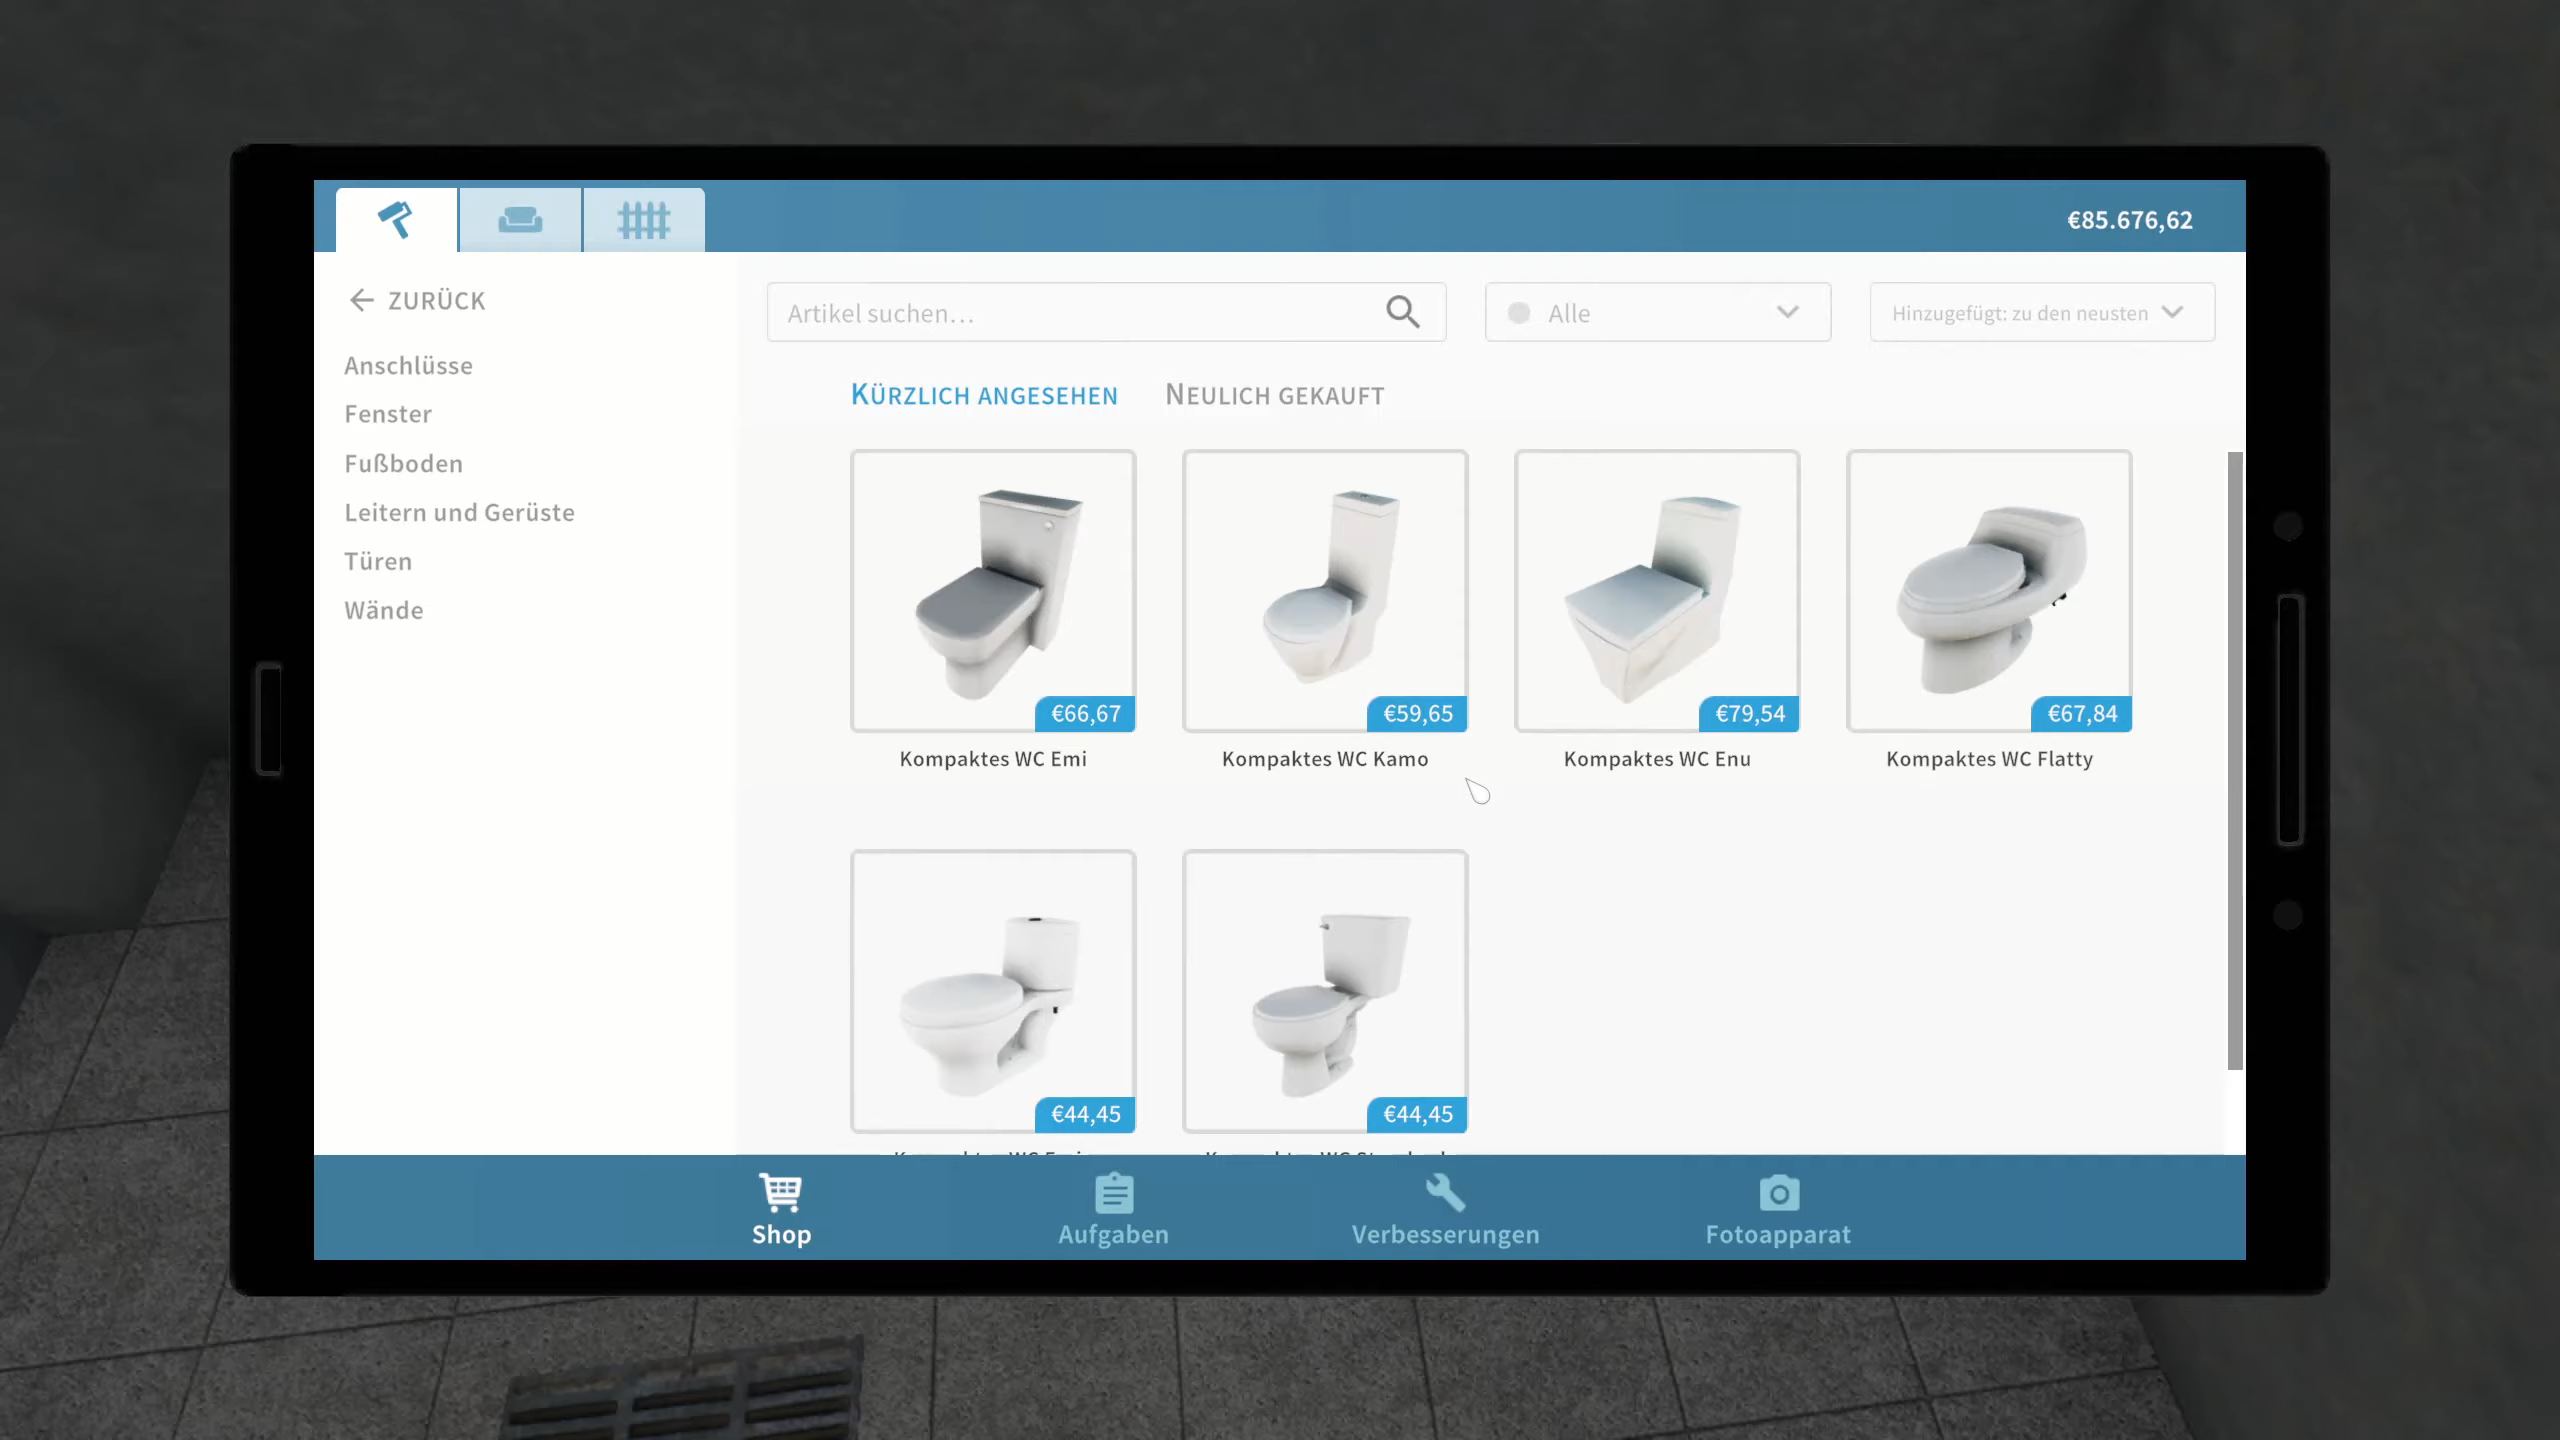 €85.676,62
ZURÜCK
Anschlüsse
Fenster
Fußboden
Leitern und Gerüste
Türen
Wände
Artikel suchen...
Alle
Hinzugefügt: zu den neusten
KÜRZLICH ANGESEHEN
NEULICH GEKAUFT
€66,67
€59,65
€79,54
€67,84
Kompaktes WC Emi
Kompaktes WC Kamo
Kompaktes WC Enu
Kompaktes WC Flatty
€44,45
€44,45
Shop
Aufgaben
Verbesserungen
Fotoapparat